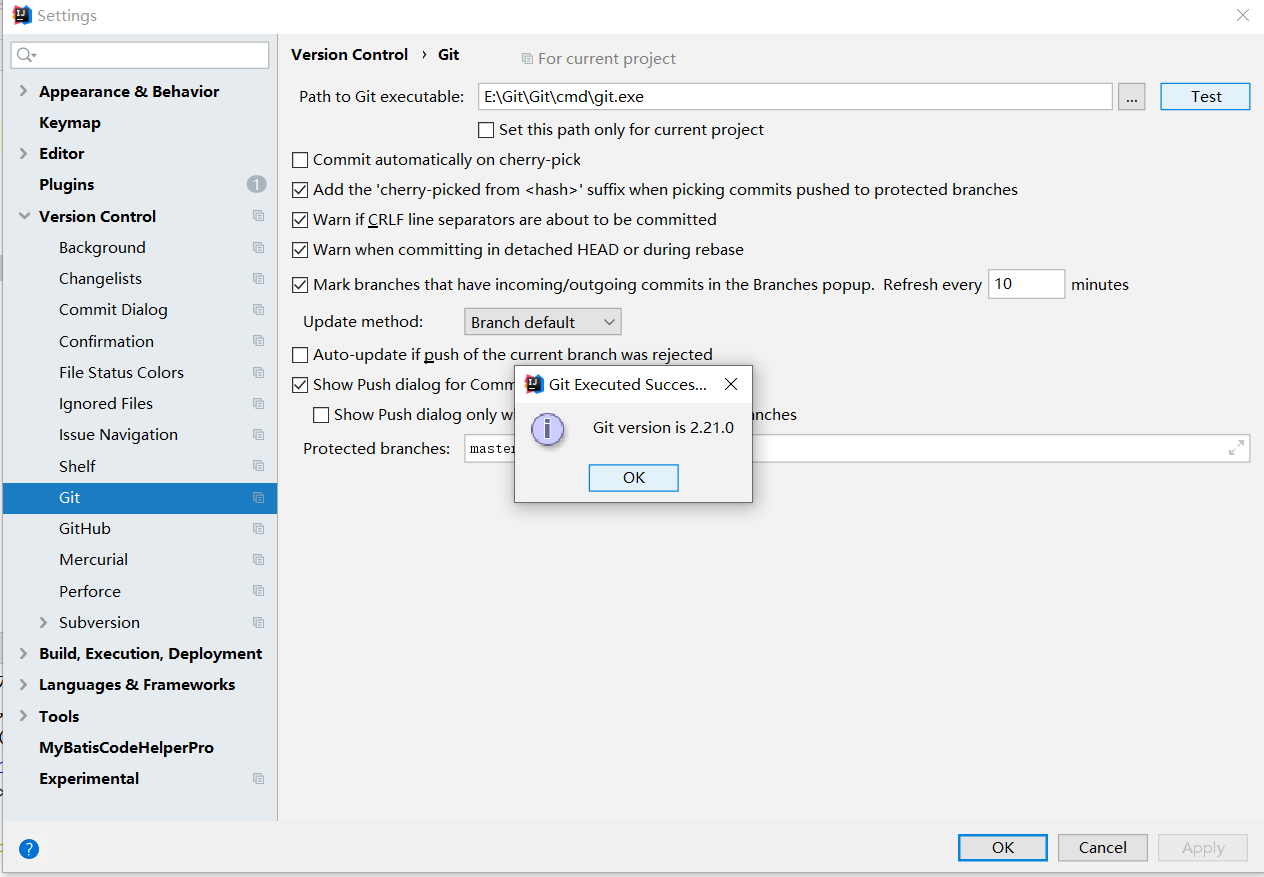 Settings
Version Control › Git
For current project
Appearance & Behavior
Keymap
Editor
Plugins
1
Version Control
Background
Changelists
Commit Dialog
Confirmation
File Status Colors
Ignored Files
Issue Navigation
Shelf
Git
GitHub
Mercurial
Perforce
Subversion
Build, Execution, Deployment
Languages & Frameworks
Tools
MyBatisCodeHelperPro
Experimental
Path to Git executable: E:\Git\Git\cmd\git.exe ... Test
Set this path only for current project
Commit automatically on cherry-pick
Add the 'cherry-picked from <hash>' suffix when picking commits pushed to protected branches
Warn if CRLF line separators are about to be committed
Warn when committing in detached HEAD or during rebase
Mark branches that have incoming/outgoing commits in the Branches popup. Refresh every 10 minutes
Update method: Branch default
Auto-update if push of the current branch was rejected
Show Push dialog for Comm
Show Push dialog only w anches
Protected branches: master
Git Executed Succes...
Git version is 2.21.0
OK
?
OK Cancel Apply